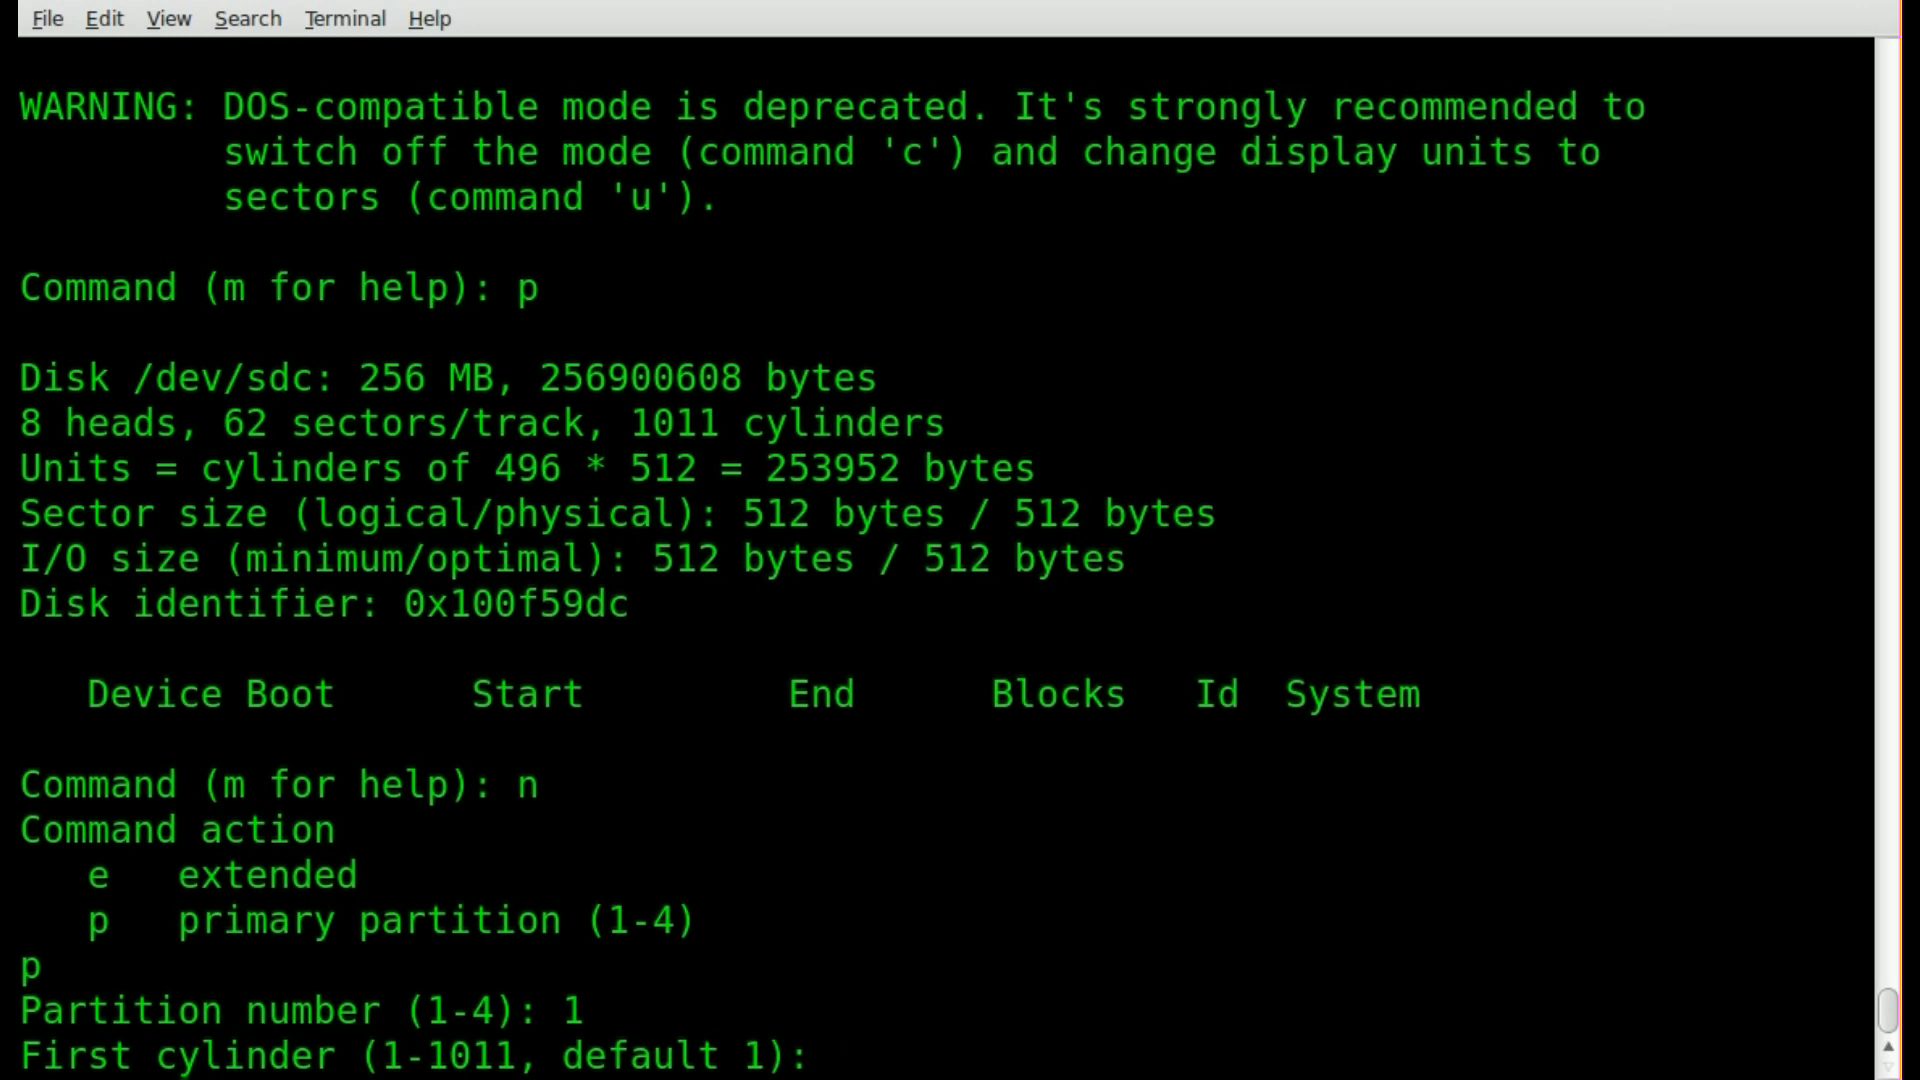 File Edit View Search Terminal Help
WARNING: DOS-compatible mode is deprecated. It's strongly recommended to
switch off the mode (command 'c') and change display units to
sectors (command 'u').
Command (m for help): p
Disk /dev/sdc: 256 MB, 256900608 bytes
8 heads, 62 sectors/track, 1011 cylinders
Units = cylinders of 496 * 512 = 253952 bytes
Sector size (logical/physical): 512 bytes / 512 bytes
I/O size (minimum/optimal): 512 bytes / 512 bytes
Disk identifier: 0x100f59dc
Device Boot Start End Blocks Id System
Command (m for help): n
Command action
e extended
p primary partition (1-4)
p
Partition number (1-4): 1
First cylinder (1-1011, default 1):